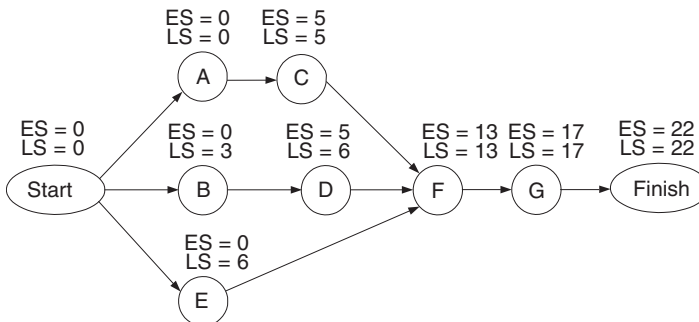 ES = 0
LS = 0
ES = 5
LS = 5
A
C
ES = 0
LS = 0
ES = 0
LS = 3
ES = 5
LS = 6
ES = 13
LS = 13
ES = 17
LS = 17
ES = 22
LS = 22
Start
B
D
F
G
Finish
ES = 0
LS = 6
E